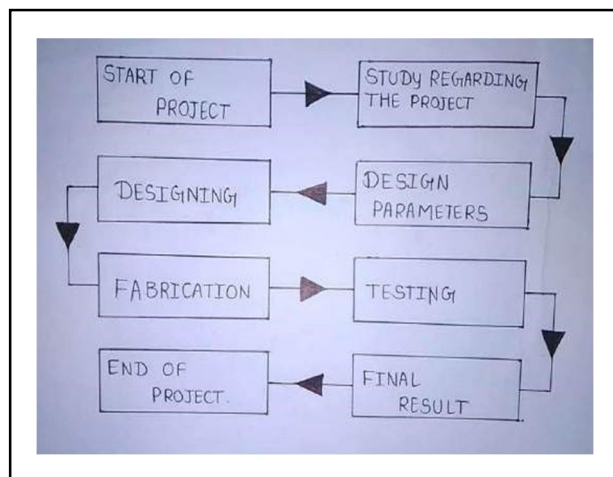 START OF
PROJECT
STUDY REGARDING
THE PROJECT
DESIGN
PARAMETERS
DESIGNING
FABRICATION
TESTING
FINAL
RESULT
END OF
PROJECT.